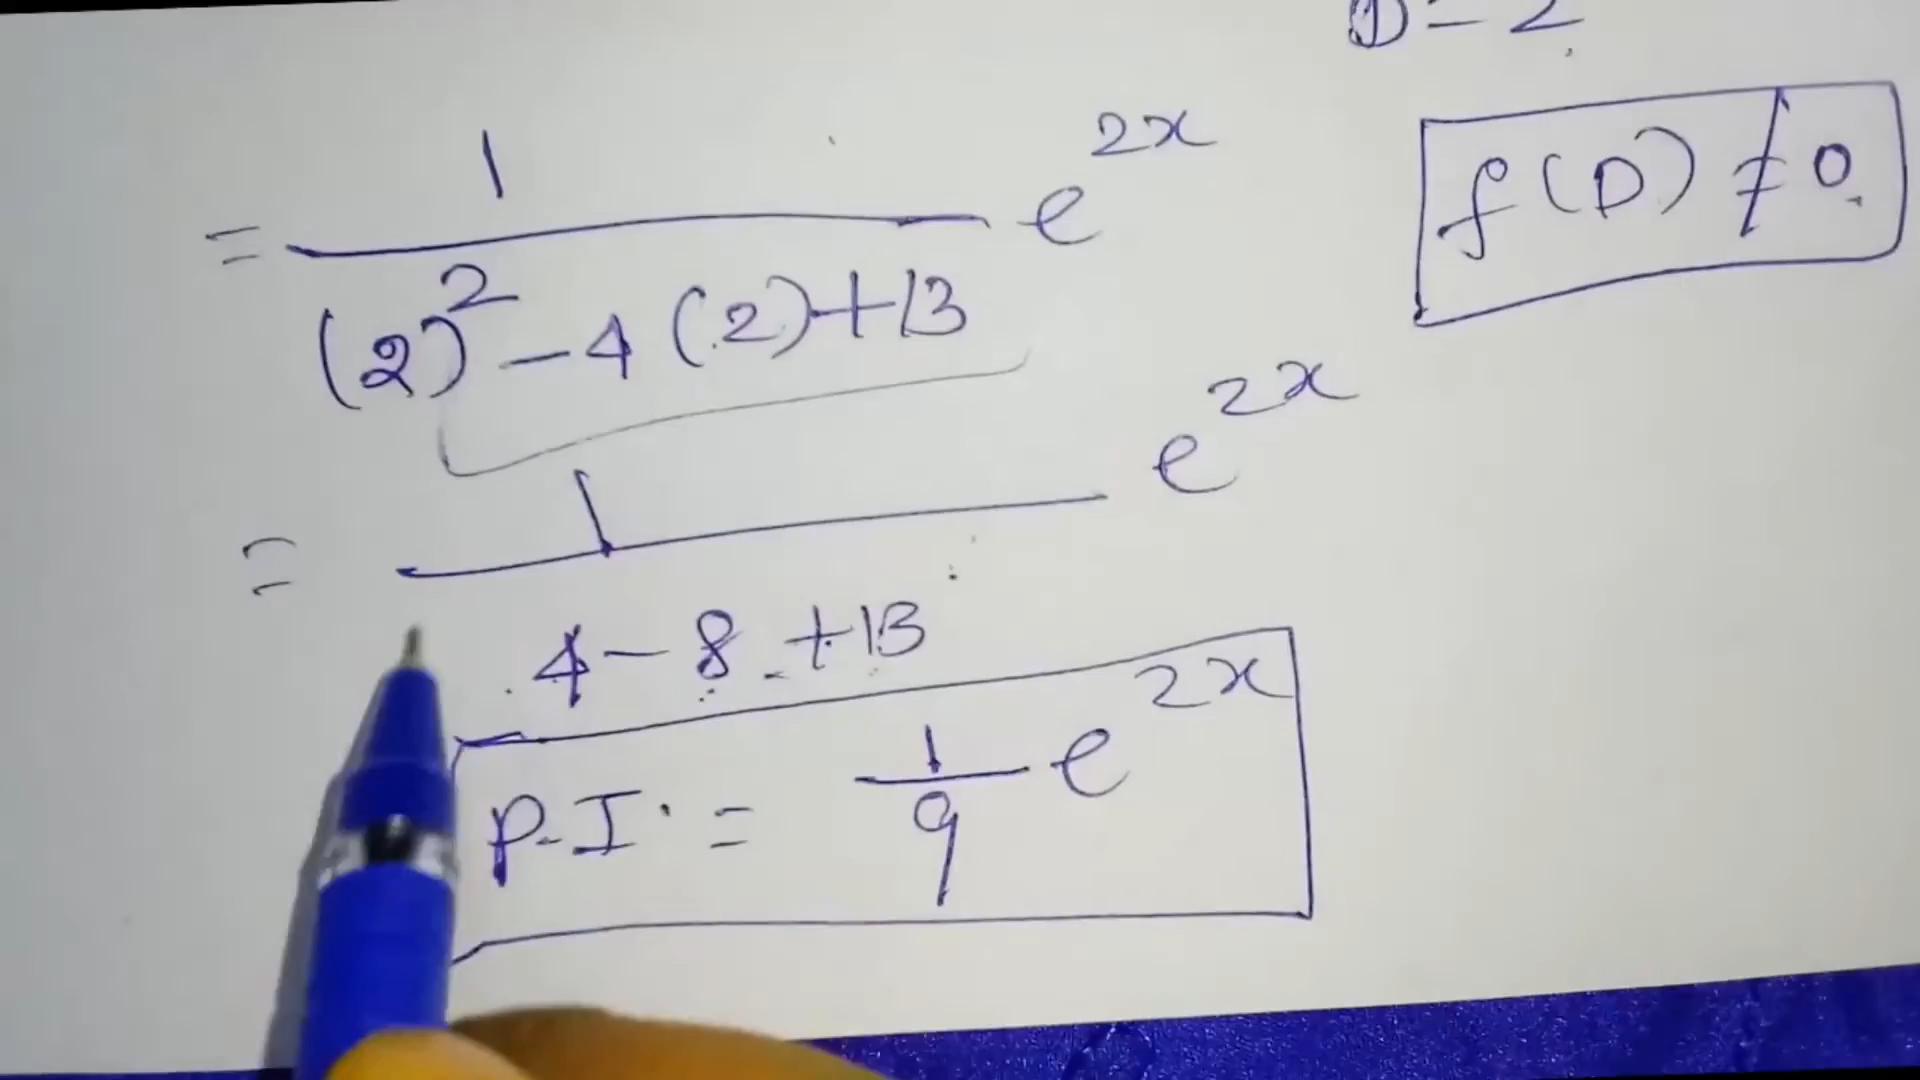 D = 2
= 1 / ((2)² - 4(2) + 13) e^2x
f(D) ≠ 0
= 1 / (4 - 8 + 13) e^2x
P.I. = 1/9 e^2x